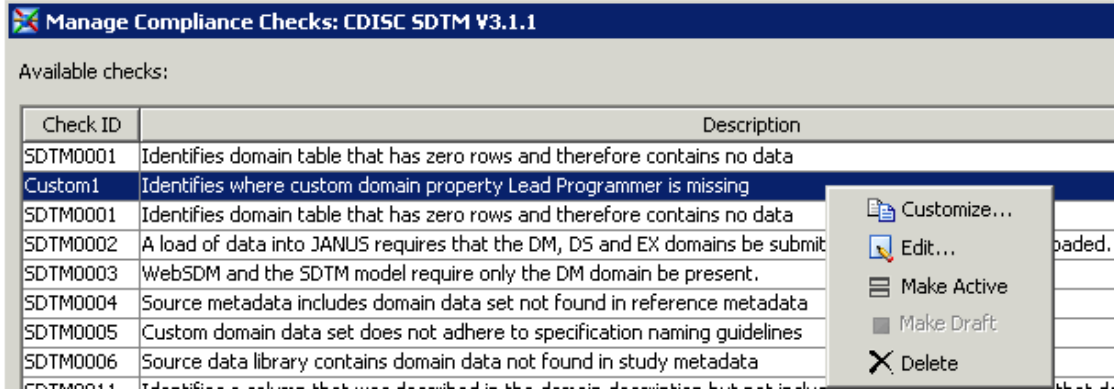 Manage Compliance Checks: CDISC SDTM V3.1.1
Available checks:
Check ID Description
SDTM0001 Identifies domain table that has zero rows and therefore contains no data
Custom1 Identifies where custom domain property Lead Programmer is missing
SDTM0001 Identifies domain table that has zero rows and therefore contains no data
SDTM0002 A load of data into JANUS requires that the DM, DS and EX domains be submit oaded.
SDTM0003 WebSDM and the SDTM model require only the DM domain be present.
SDTM0004 Source metadata includes domain data set not found in reference metadata
SDTM0005 Custom domain data set does not adhere to specification naming guidelines
SDTM0006 Source data library contains domain data not found in study metadata
Customize...
Edit...
Make Active
Make Draft
Delete